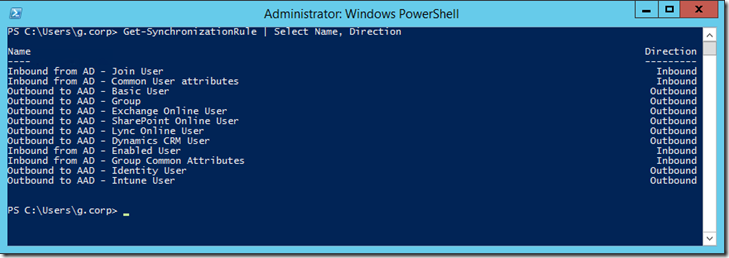 Administrator: Windows PowerShell
PS C:\Users\g.corp> Get-SynchronizationRule | Select Name, Direction
Name Direction
---- ---------
Inbound from AD - Join User Inbound
Inbound from AD - Common User attributes Inbound
Outbound to AAD - Basic User Outbound
Outbound to AAD - Group Outbound
Outbound to AAD - Exchange Online User Outbound
Outbound to AAD - SharePoint Online User Outbound
Outbound to AAD - Lync Online User Outbound
Outbound to AAD - Dynamics CRM User Outbound
Inbound from AD - Enabled User Inbound
Inbound from AD - Group Common Attributes Inbound
Outbound to AAD - Identity User Outbound
Outbound to AAD - Intune User Outbound
PS C:\Users\g.corp> _